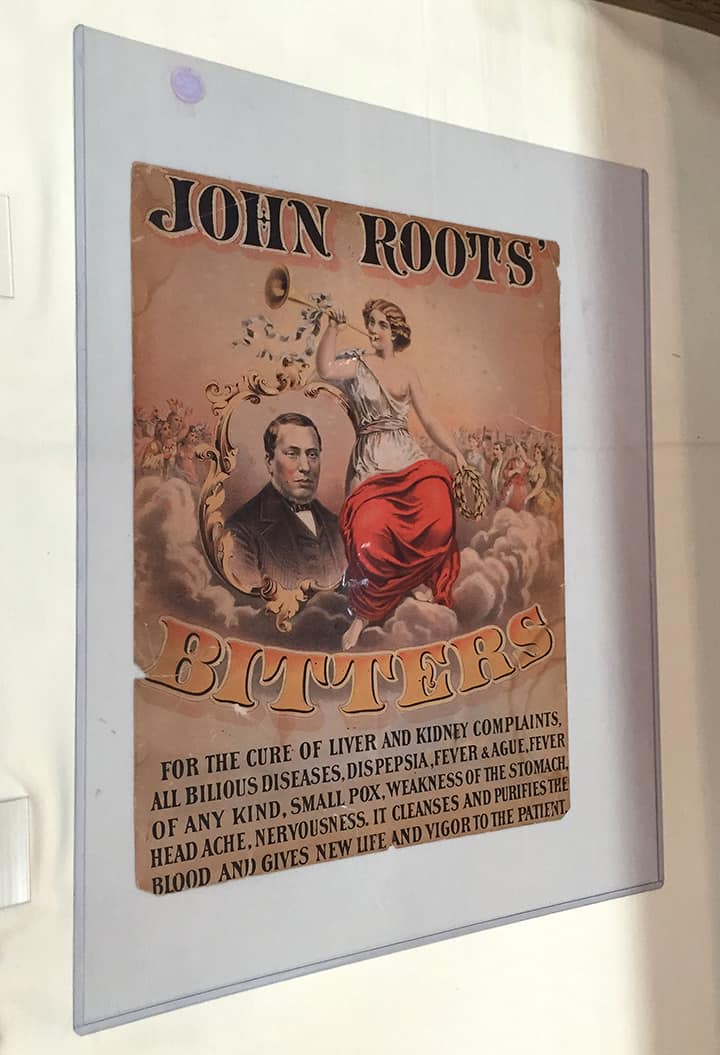 JOHN ROOTS'
BITTERS
FOR THE CURE OF LIVER AND KIDNEY COMPLAINTS,
ALL BILIOUS DISEASES, DISPEPSIA, FEVER & AGUE, FEVER
OF ANY KIND, SMALL POX, WEAKNESS OF THE STOMACH,
HEAD ACHE, NERVOUSNESS. IT CLEANSES AND PURIFIES THE
BLOOD AND GIVES NEW LIFE AND VIGOR TO THE PATIENT.